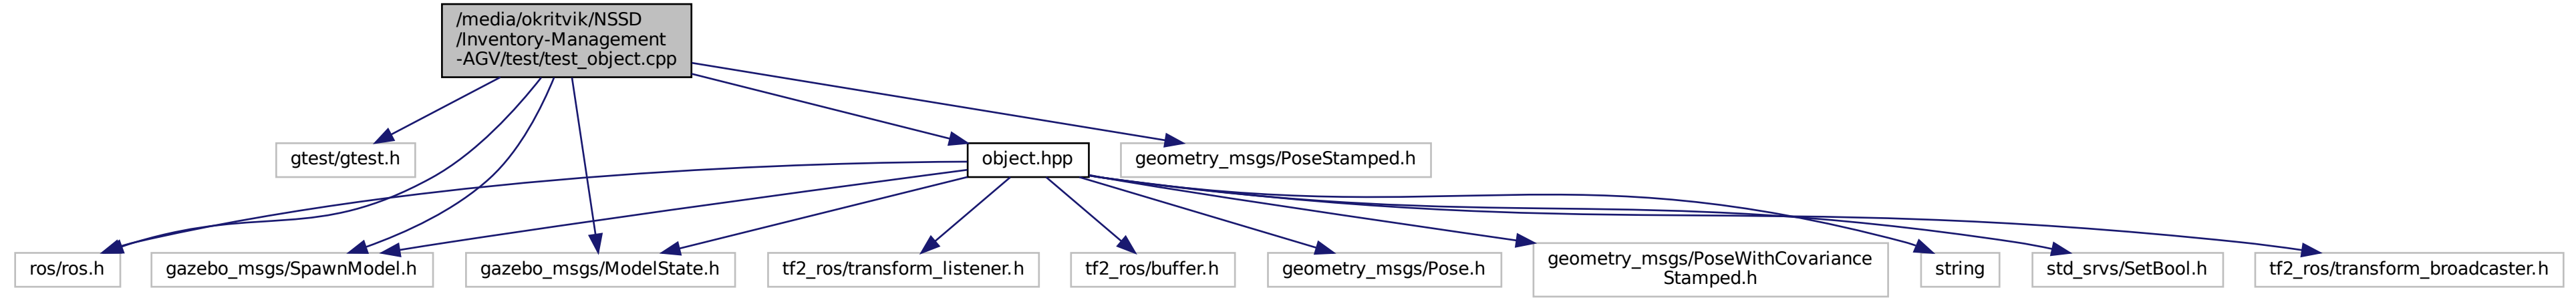 /media/okritvik/NSSD
/Inventory-Management
-AGV/test/test_object.cpp
gtest/gtest.h
object.hpp
geometry_msgs/PoseStamped.h
ros/ros.h
gazebo_msgs/SpawnModel.h
gazebo_msgs/ModelState.h
tf2_ros/transform_listener.h
tf2_ros/buffer.h
geometry_msgs/Pose.h
geometry_msgs/PoseWithCovariance
Stamped.h
string
std_srvs/SetBool.h
tf2_ros/transform_broadcaster.h